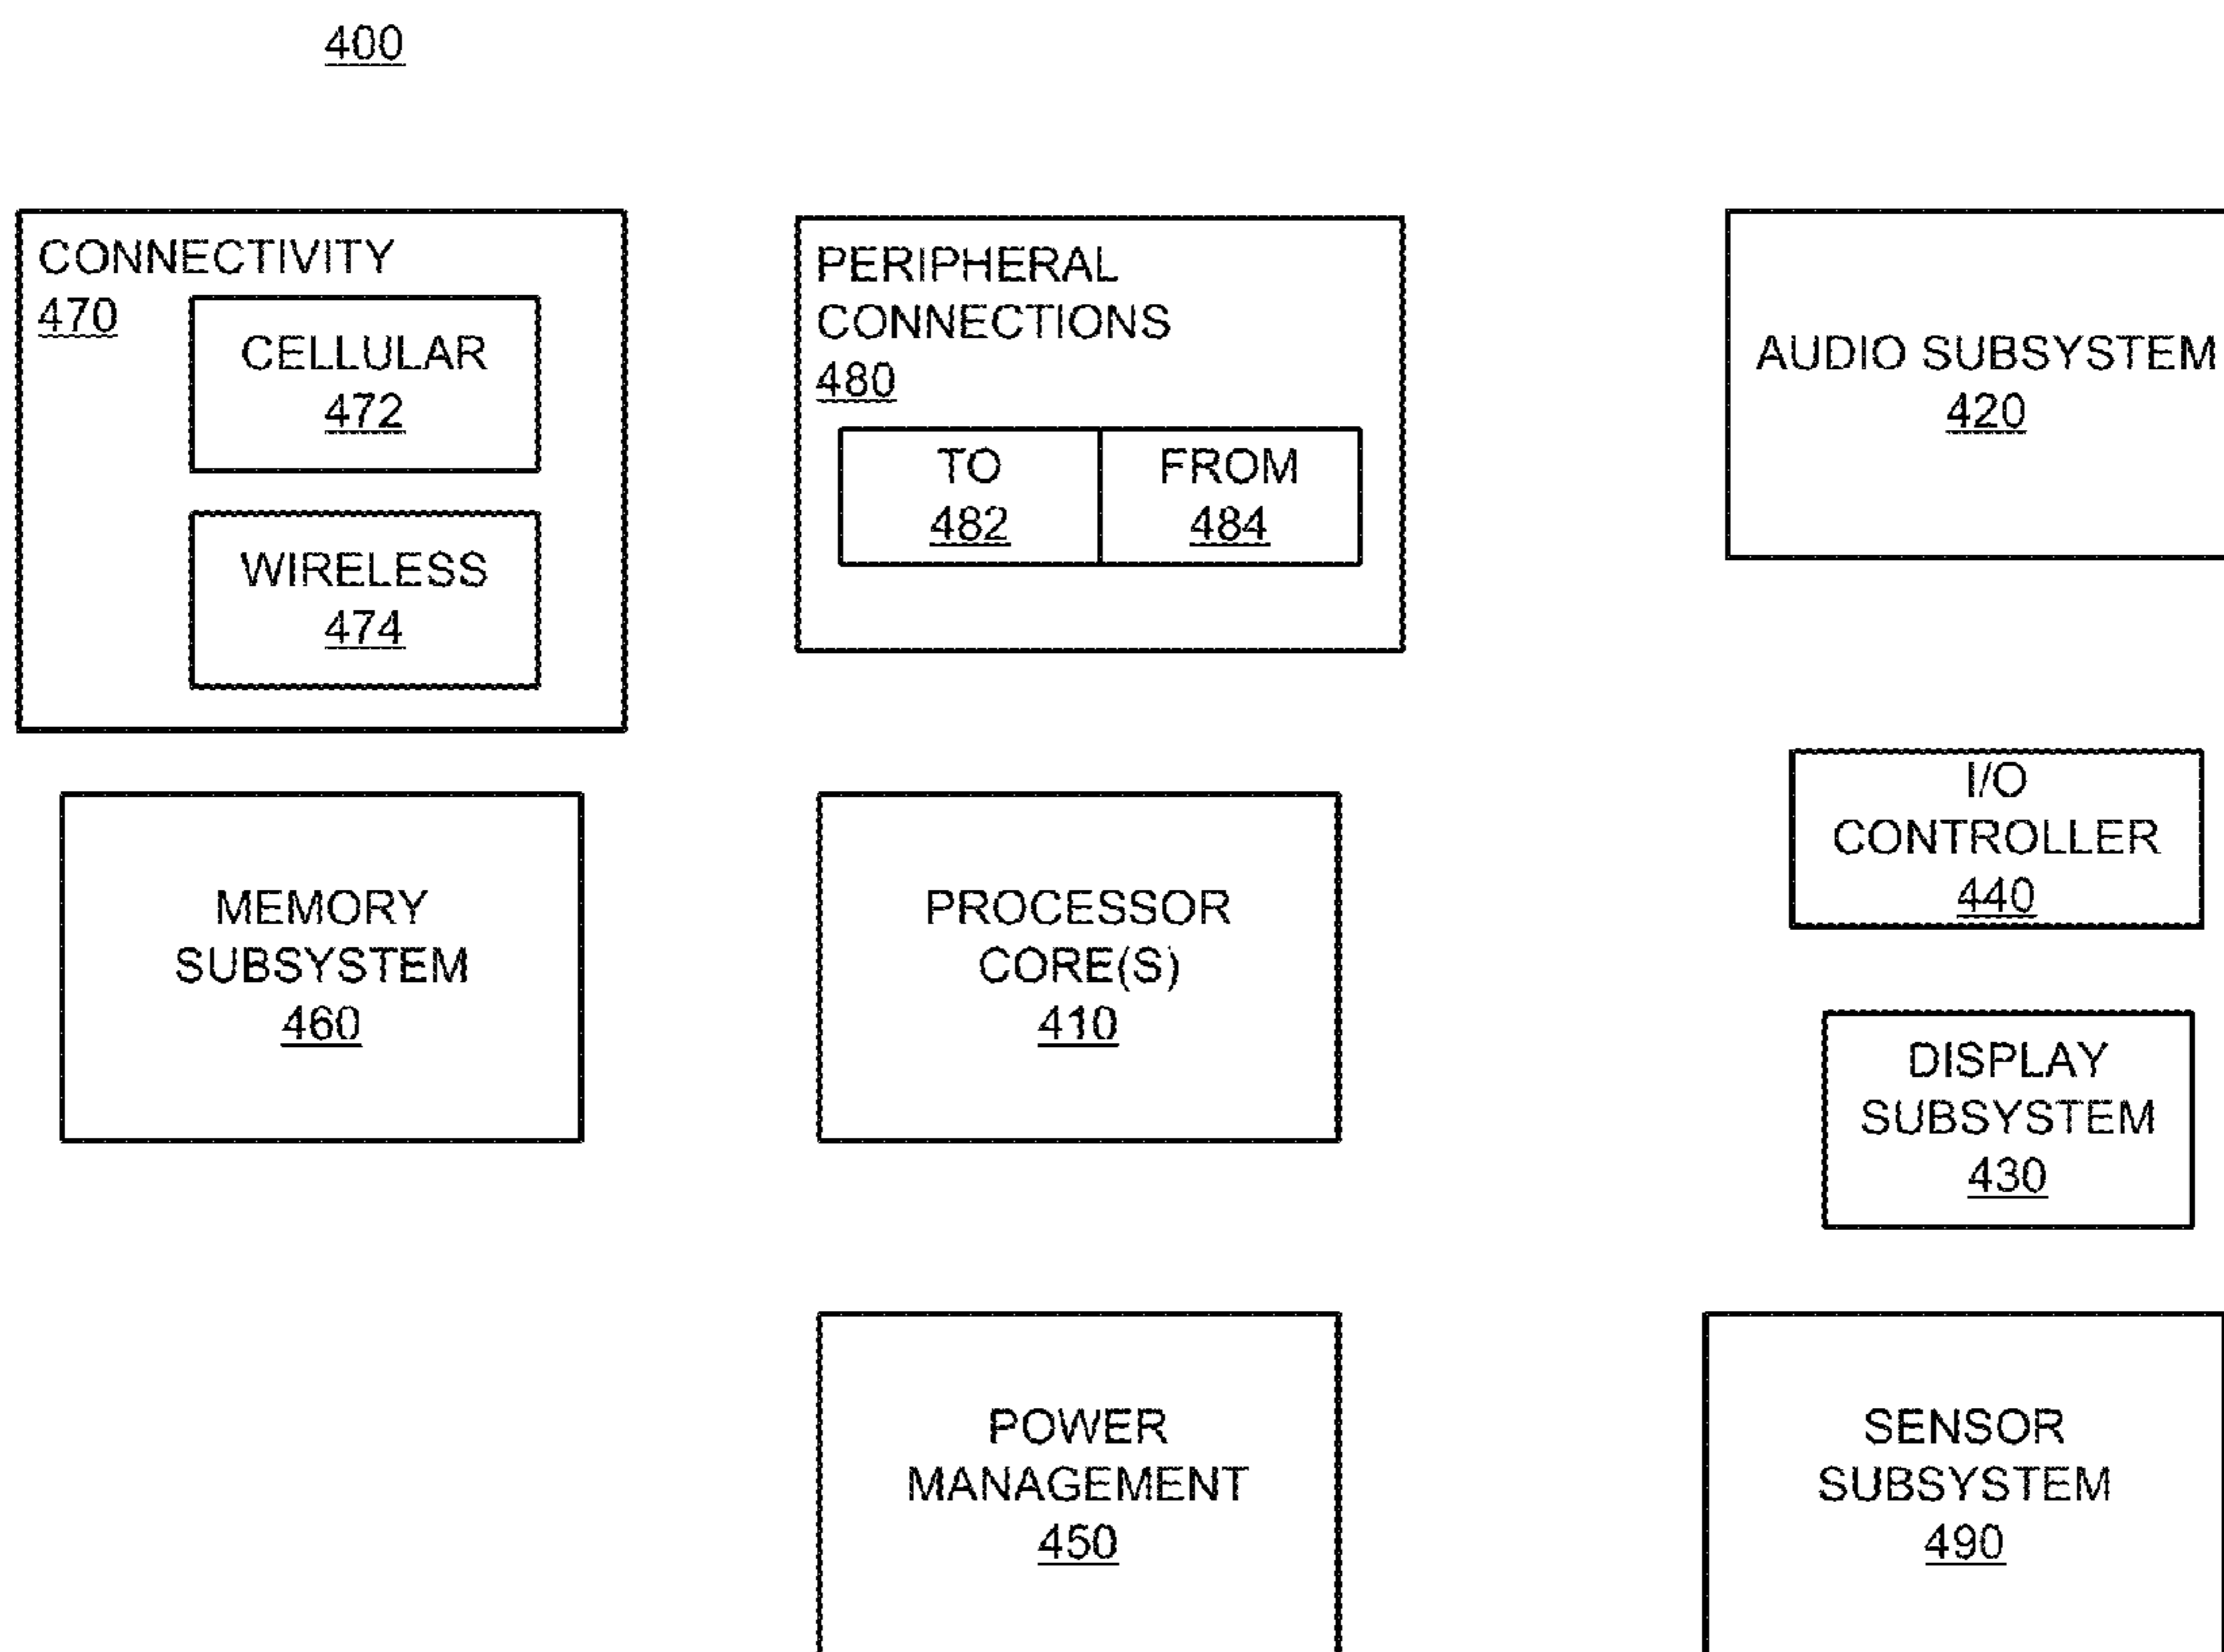 400
CONNECTIVITY
470
CELLULAR
472
WIRELESS
474
PERIPHERAL
CONNECTIONS
480
TO
482
FROM
484
AUDIO SUBSYSTEM
420
I/O
CONTROLLER
440
MEMORY
SUBSYSTEM
460
PROCESSOR
CORE(S)
410
DISPLAY
SUBSYSTEM
430
POWER
MANAGEMENT
450
SENSOR
SUBSYSTEM
490